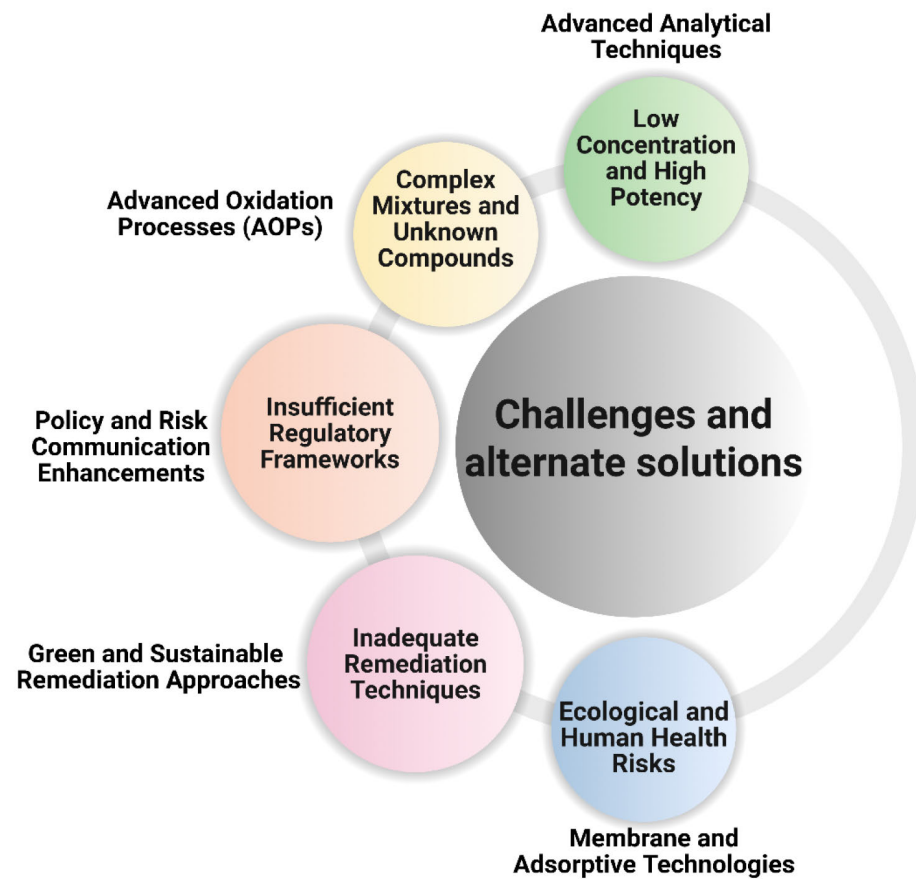 Advanced Analytical
Techniques
Low
Concentration
and High
Potency
Complex
Mixtures and
Unknown
Compounds
Advanced Oxidation
Processes (AOPs)
Insufficient
Regulatory
Frameworks
Policy and Risk
Communication
Enhancements
Challenges and
alternate solutions
Inadequate
Remediation
Techniques
Green and Sustainable
Remediation Approaches
Ecological and
Human Health
Risks
Membrane and
Adsorptive Technologies